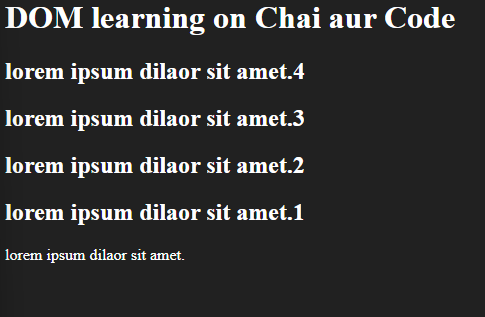 DOM learning on Chai aur Code
lorem ipsum dilaor sit amet.4
lorem ipsum dilaor sit amet.3
lorem ipsum dilaor sit amet.2
lorem ipsum dilaor sit amet.1
lorem ipsum dilaor sit amet.